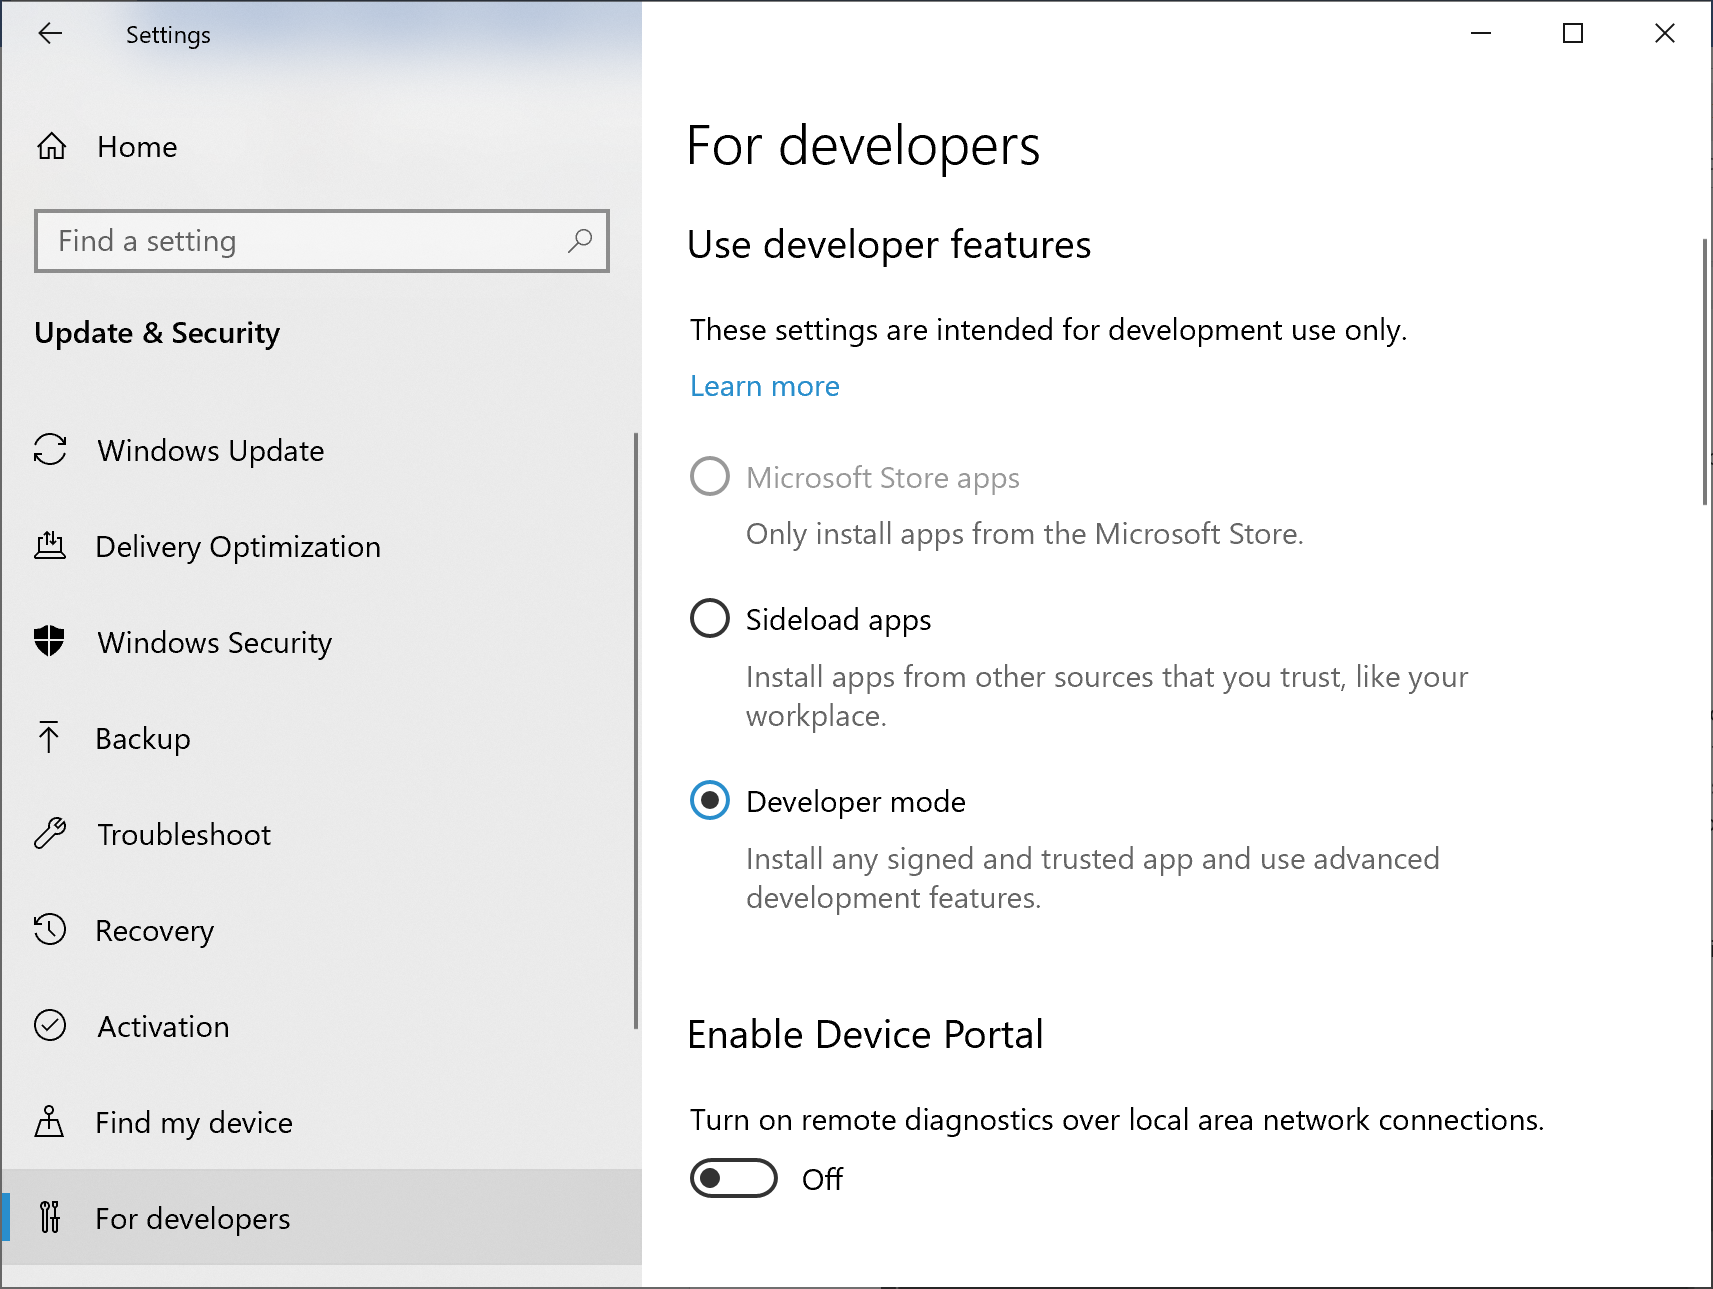 Settings
Home
Find a setting
Update & Security
Windows Update
Delivery Optimization
Windows Security
Backup
Troubleshoot
Recovery
Activation
Find my device
For developers
For developers
Use developer features
These settings are intended for development use only.
Learn more
Microsoft Store apps
Only install apps from the Microsoft Store.
Sideload apps
Install apps from other sources that you trust, like your
workplace.
Developer mode
Install any signed and trusted app and use advanced
development features.
Enable Device Portal
Turn on remote diagnostics over local area network connections.
Off